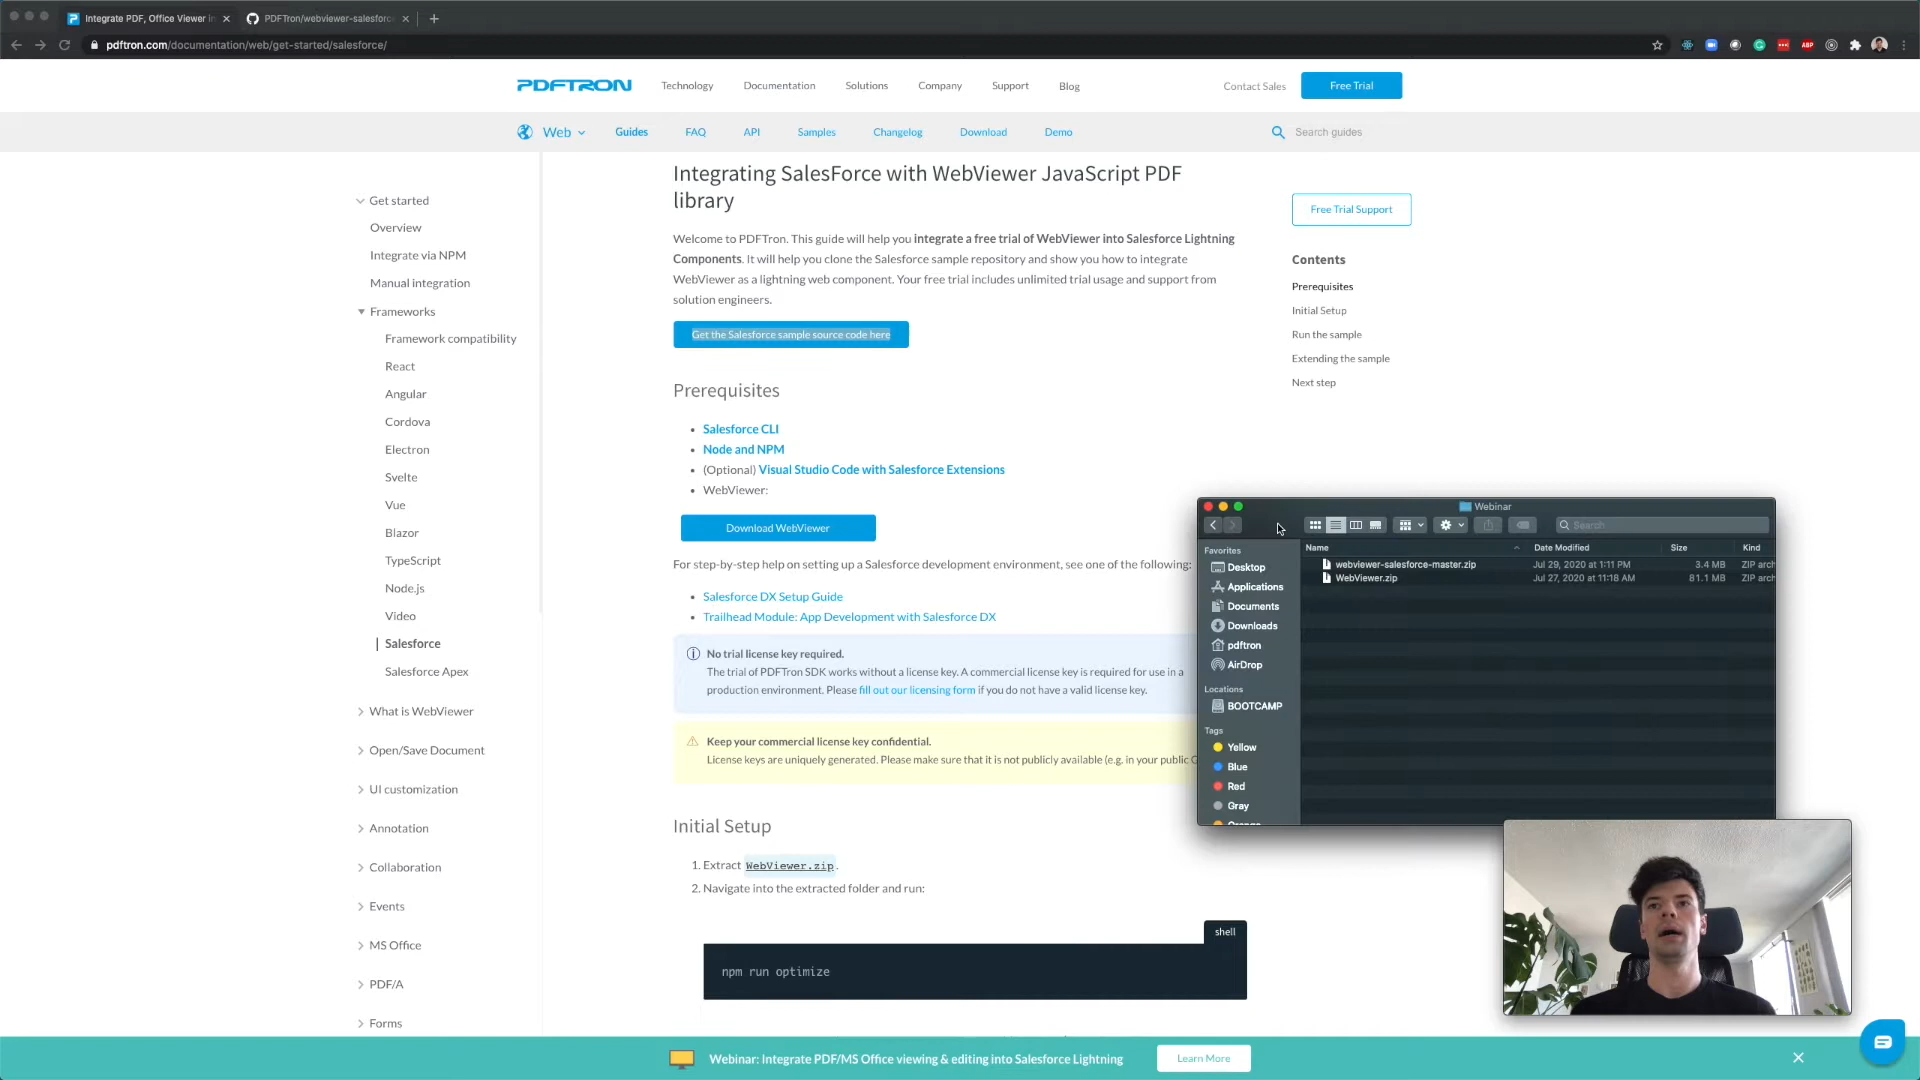 Integrate PDF, Office Viewer in
PDFTron/webviewer-salesforce
pdftron.com/documentation/web/get-started/salesforce/
ABP
PDFTRON
Technology
Documentation
Solutions
Company
Support
Blog
Contact Sales
Free Trial
Web
Guides
FAQ
API
Samples
Changelog
Download
Demo
Search guides
Get started
Overview
Integrate via NPM
Manual integration
Frameworks
Framework compatibility
React
Angular
Cordova
Electron
Svelte
Vue
Blazor
TypeScript
Node.js
Video
Salesforce
Salesforce Apex
What is WebViewer
Open/Save Document
UI customization
Annotation
Collaboration
Events
MS Office
PDF/A
Forms
Integrating SalesForce with WebViewer JavaScript PDF
library
Welcome to PDFTron. This guide will help you integrate a free trial of WebViewer into Salesforce Lightning
Components. It will help you clone the Salesforce sample repository and show you how to integrate
WebViewer as a lightning web component. Your free trial includes unlimited trial usage and support from
solution engineers.
Get the Salesforce sample source code here
Prerequisites
Salesforce CLI
Node and NPM
(Optional) Visual Studio Code with Salesforce Extensions
WebViewer:
Download WebViewer
For step-by-step help on setting up a Salesforce development environment, see one of the following:
Salesforce DX Setup Guide
Trailhead Module: App Development with Salesforce DX
No trial license key required.
The trial of PDFTron SDK works without a license key. A commercial license key is required for use in a
production environment. Please fill out our licensing form if you do not have a valid license key.
Keep your commercial license key confidential.
License keys are uniquely generated. Please make sure that it is not publicly available (e.g. in your public G
Initial Setup
1. Extract WebViewer.zip.
2. Navigate into the extracted folder and run:
shell
npm run optimize
Free Trial Support
Contents
Prerequisites
Initial Setup
Run the sample
Extending the sample
Next step
Webinar
Search
Favorites
Desktop
Applications
Documents
Downloads
pdftron
AirDrop
Locations
BOOTCAMP
Tags
Yellow
Blue
Red
Gray
Orange
Name Date Modified Size Kind
webviewer-salesforce-master.zip Jul 29, 2020 at 1:11 PM 3.4 MB ZIP arch
WebViewer.zip Jul 27, 2020 at 11:18 AM 81.1 MB ZIP arch
Webinar: Integrate PDF/MS Office viewing & editing into Salesforce Lightning
Learn More